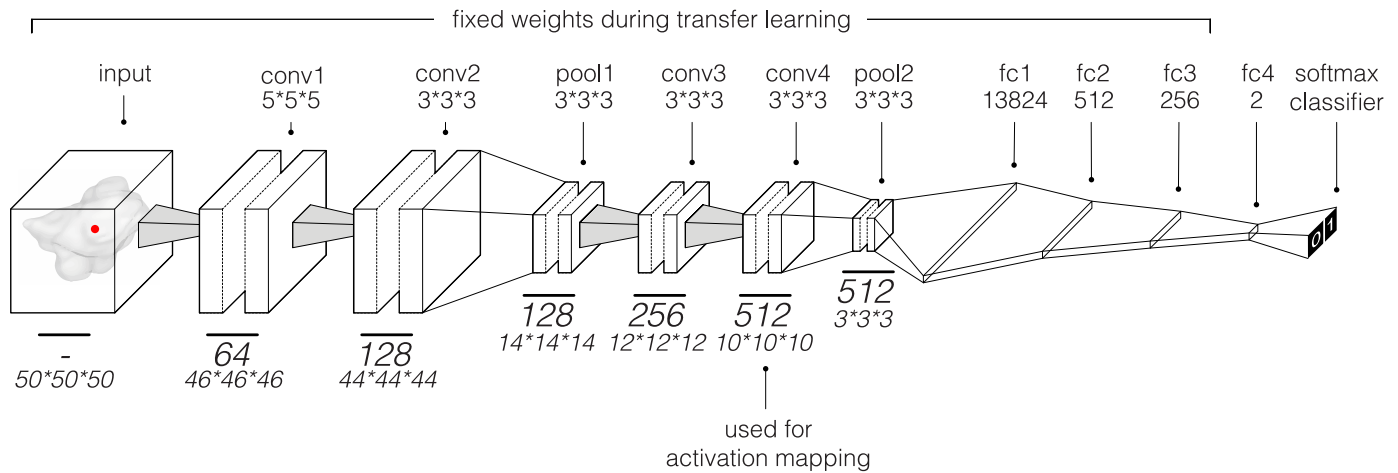 fixed weights during transfer learning
input
conv1
5*5*5
conv2
3*3*3
pool1
3*3*3
conv3
3*3*3
conv4
3*3*3
pool2
3*3*3
fc1
13824
fc2
512
fc3
256
fc4
2
softmax
classifier
0 1
-
50*50*50
64
46*46*46
128
44*44*44
128
14*14*14
256
12*12*12
512
10*10*10
512
3*3*3
used for
activation mapping